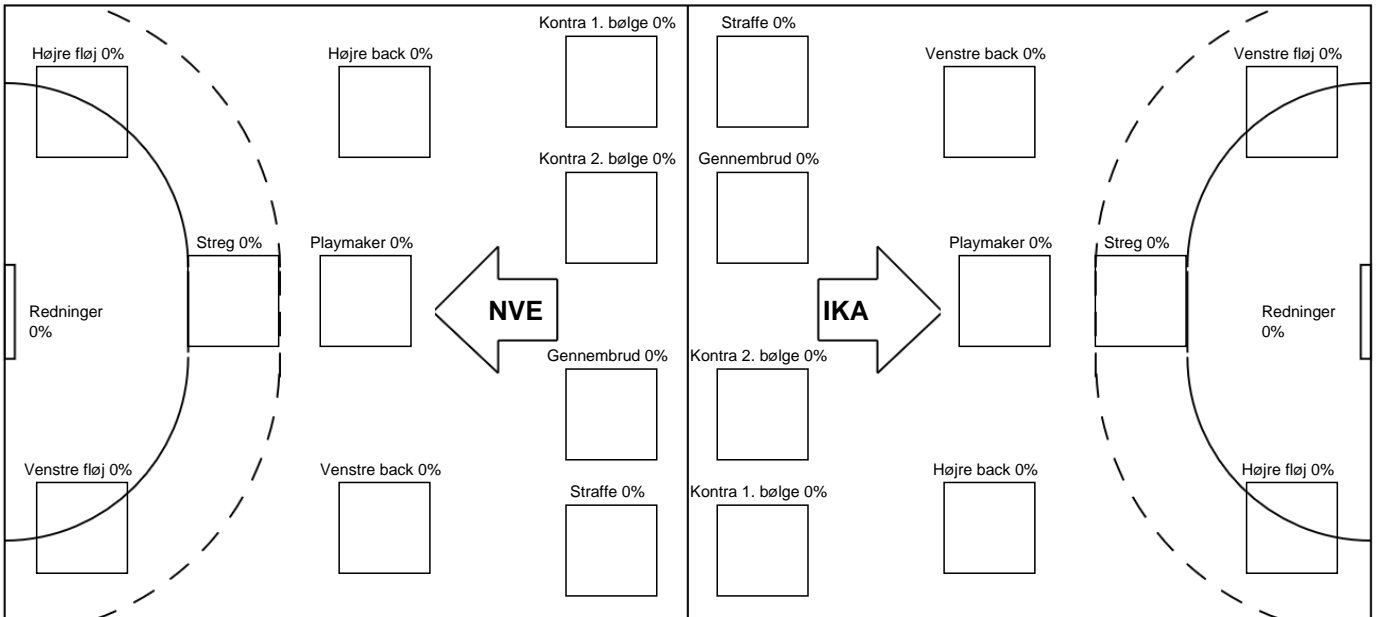 Kontra 1. bølge 0%
Straffe 0%
Højre fløj 0%
Højre back 0%
Venstre back 0%
Venstre fløj 0%
Kontra 2. bølge 0%
Gennembrud 0%
Streg 0%
Playmaker 0%
Playmaker 0%
Streg 0%
Redninger
0%
NVE
IKA
Redninger
0%
Gennembrud 0%
Kontra 2. bølge 0%
Venstre fløj 0%
Venstre back 0%
Højre back 0%
Højre fløj 0%
Straffe 0%
Kontra 1. bølge 0%